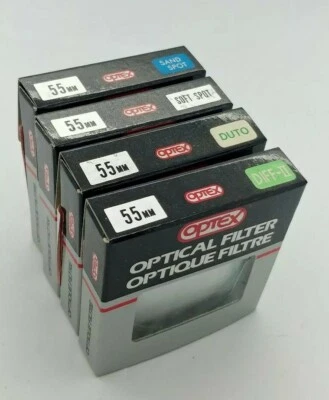 55MM OPTEX SAND SPOT
55MM OPTEX SOFT SPOT
55MM OPTEX DUTO
55MM OPTEX DIFF-II
OPTEX
OPTICAL FILTER
OPTIQUE FILTRE